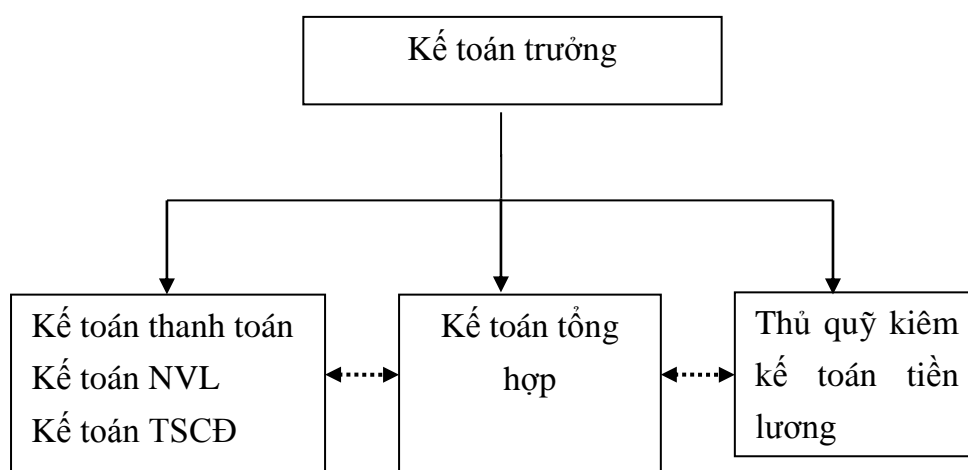 Kế toán trưởng
Kế toán thanh toán
Kế toán NVL
Kế toán TSCĐ
Kế toán tổng
hợp
Thủ quỹ kiêm
kế toán tiền
lương